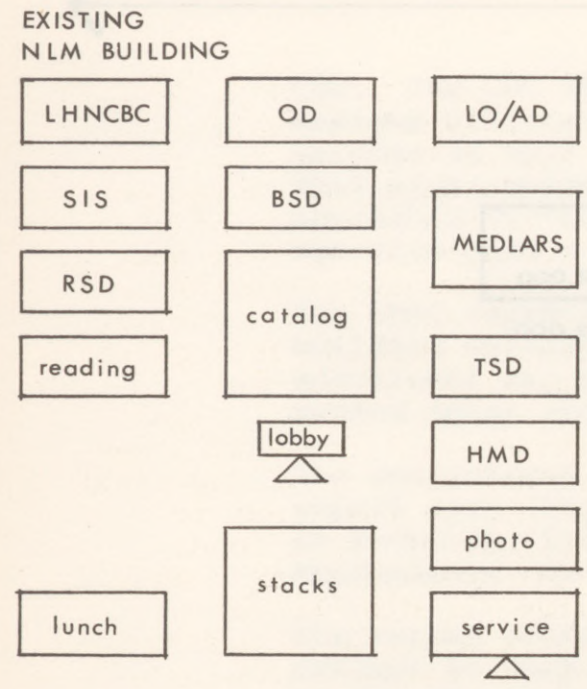 EXISTING
NLM BUILDING
LHNCBC
OD
LO/AD
SIS
BSD
MEDLARS
RSD
catalog
reading
TSD
lobby
HMD
photo
stacks
lunch
service